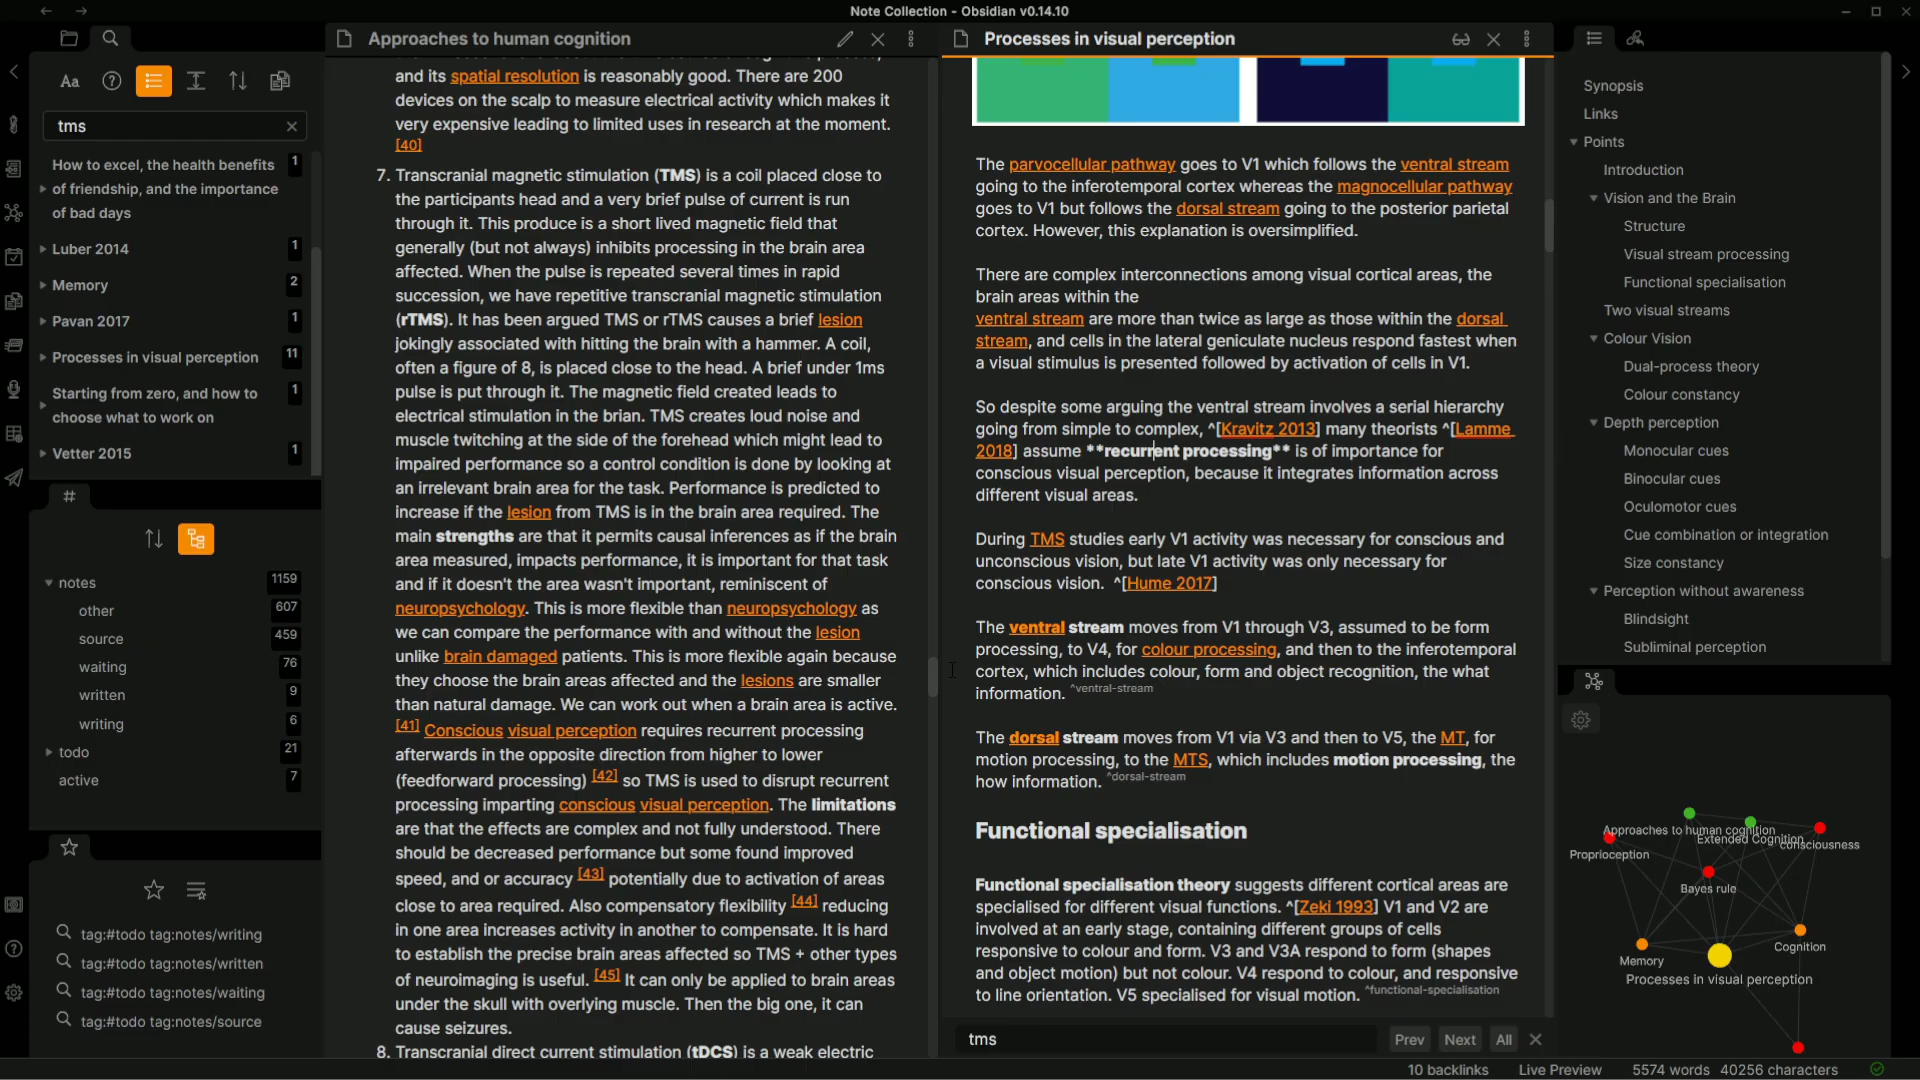 Note Collection - Obsidian v0.14.10
Aa
tms
How to excel, the health benefits
of friendship, and the importance
of bad days
1
Luber 2014
1
Memory
2
Pavan 2017
1
Processes in visual perception
11
Starting from zero, and how to
choose what to work on
1
Vetter 2015
1
#
notes
1159
other
607
source
459
waiting
76
written
9
writing
6
todo
21
active
7
tag:#todo tag:notes/writing
tag:#todo tag:notes/written
tag:#todo tag:notes/waiting
tag:#todo tag:notes/source
Approaches to human cognition
and its spatial resolution is reasonably good. There are 200
devices on the scalp to measure electrical activity which makes it
very expensive leading to limited uses in research at the moment.
[40]
7. Transcranial magnetic stimulation (TMS) is a coil placed close to
the participants head and a very brief pulse of current is run
through it. This produce is a short lived magnetic field that
generally (but not always) inhibits processing in the brain area
affected. When the pulse is repeated several times in rapid
succession, we have repetitive transcranial magnetic stimulation
(rTMS). It has been argued TMS or rTMS causes a brief lesion
jokingly associated with hitting the brain with a hammer. A coil,
often a figure of 8, is placed close to the head. A brief under 1ms
pulse is put through it. The magnetic field created leads to
electrical stimulation in the brian. TMS creates loud noise and
muscle twitching at the side of the forehead which might lead to
impaired performance so a control condition is done by looking at
an irrelevant brain area for the task. Performance is predicted to
increase if the lesion from TMS is in the brain area required. The
main strengths are that it permits causal inferences as if the brain
area measured, impacts performance, it is important for that task
and if it doesn't the area wasn't important, reminiscent of
neuropsychology. This is more flexible than neuropsychology as
we can compare the performance with and without the lesion
unlike brain damaged patients. This is more flexible again because
they choose the brain areas affected and the lesions are smaller
than natural damage. We can work out when a brain area is active.
[41] Conscious visual perception requires recurrent processing
afterwards in the opposite direction from higher to lower
(feedforward processing) [42] so TMS is used to disrupt recurrent
processing imparting conscious visual perception. The limitations
are that the effects are complex and not fully understood. There
should be decreased performance but some found improved
speed, and or accuracy [43] potentially due to activation of areas
close to area required. Also compensatory flexibility [44] reducing
in one area increases activity in another to compensate. It is hard
to establish the precise brain areas affected so TMS + other types
of neuroimaging is useful. [45] It can only be applied to brain areas
under the skull with overlying muscle. Then the big one, it can
cause seizures.
8. Transcranial direct current stimulation (tDCS) is a weak electric
Processes in visual perception
The parvocellular pathway goes to V1 which follows the ventral stream
going to the inferotemporal cortex whereas the magnocellular pathway
goes to V1 but follows the dorsal stream going to the posterior parietal
cortex. However, this explanation is oversimplified.
There are complex interconnections among visual cortical areas, the
brain areas within the
ventral stream are more than twice as large as those within the dorsal
stream, and cells in the lateral geniculate nucleus respond fastest when
a visual stimulus is presented followed by activation of cells in V1.
So despite some arguing the ventral stream involves a serial hierarchy
going from simple to complex, ^[Kravitz 2013] many theorists ^[Lamme
2018] assume **recurrent processing** is of importance for
conscious visual perception, because it integrates information across
different visual areas.
During TMS studies early V1 activity was necessary for conscious and
unconscious vision, but late V1 activity was only necessary for
conscious vision. ^[Hume 2017]
The ventral stream moves from V1 through V3, assumed to be form
processing, to V4, for colour processing, and then to the inferotemporal
cortex, which includes colour, form and object recognition, the what
information. ^ventral-stream
The dorsal stream moves from V1 via V3 and then to V5, the MT, for
motion processing, to the MTS, which includes motion processing, the
how information. ^dorsal-stream
Functional specialisation
Functional specialisation theory suggests different cortical areas are
specialised for different visual functions. ^[Zeki 1993] V1 and V2 are
involved at an early stage, containing different groups of cells
responsive to colour and form. V3 and V3A respond to form (shapes
and object motion) but not colour. V4 respond to colour, and responsive
to line orientation. V5 specialised for visual motion. ^functional-specialisation
tms
Prev
Next
All
Synopsis
Links
Points
Introduction
Vision and the Brain
Structure
Visual stream processing
Functional specialisation
Two visual streams
Colour Vision
Dual-process theory
Colour constancy
Depth perception
Monocular cues
Binocular cues
Oculomotor cues
Cue combination or integration
Size constancy
Perception without awareness
Blindsight
Subliminal perception
Approaches to human cognition
Extended Cognition
consciousness
Proprioception
Bayes rule
Cognition
Memory
Processes in visual perception
10 backlinks
Live Preview
5574 words 40256 characters